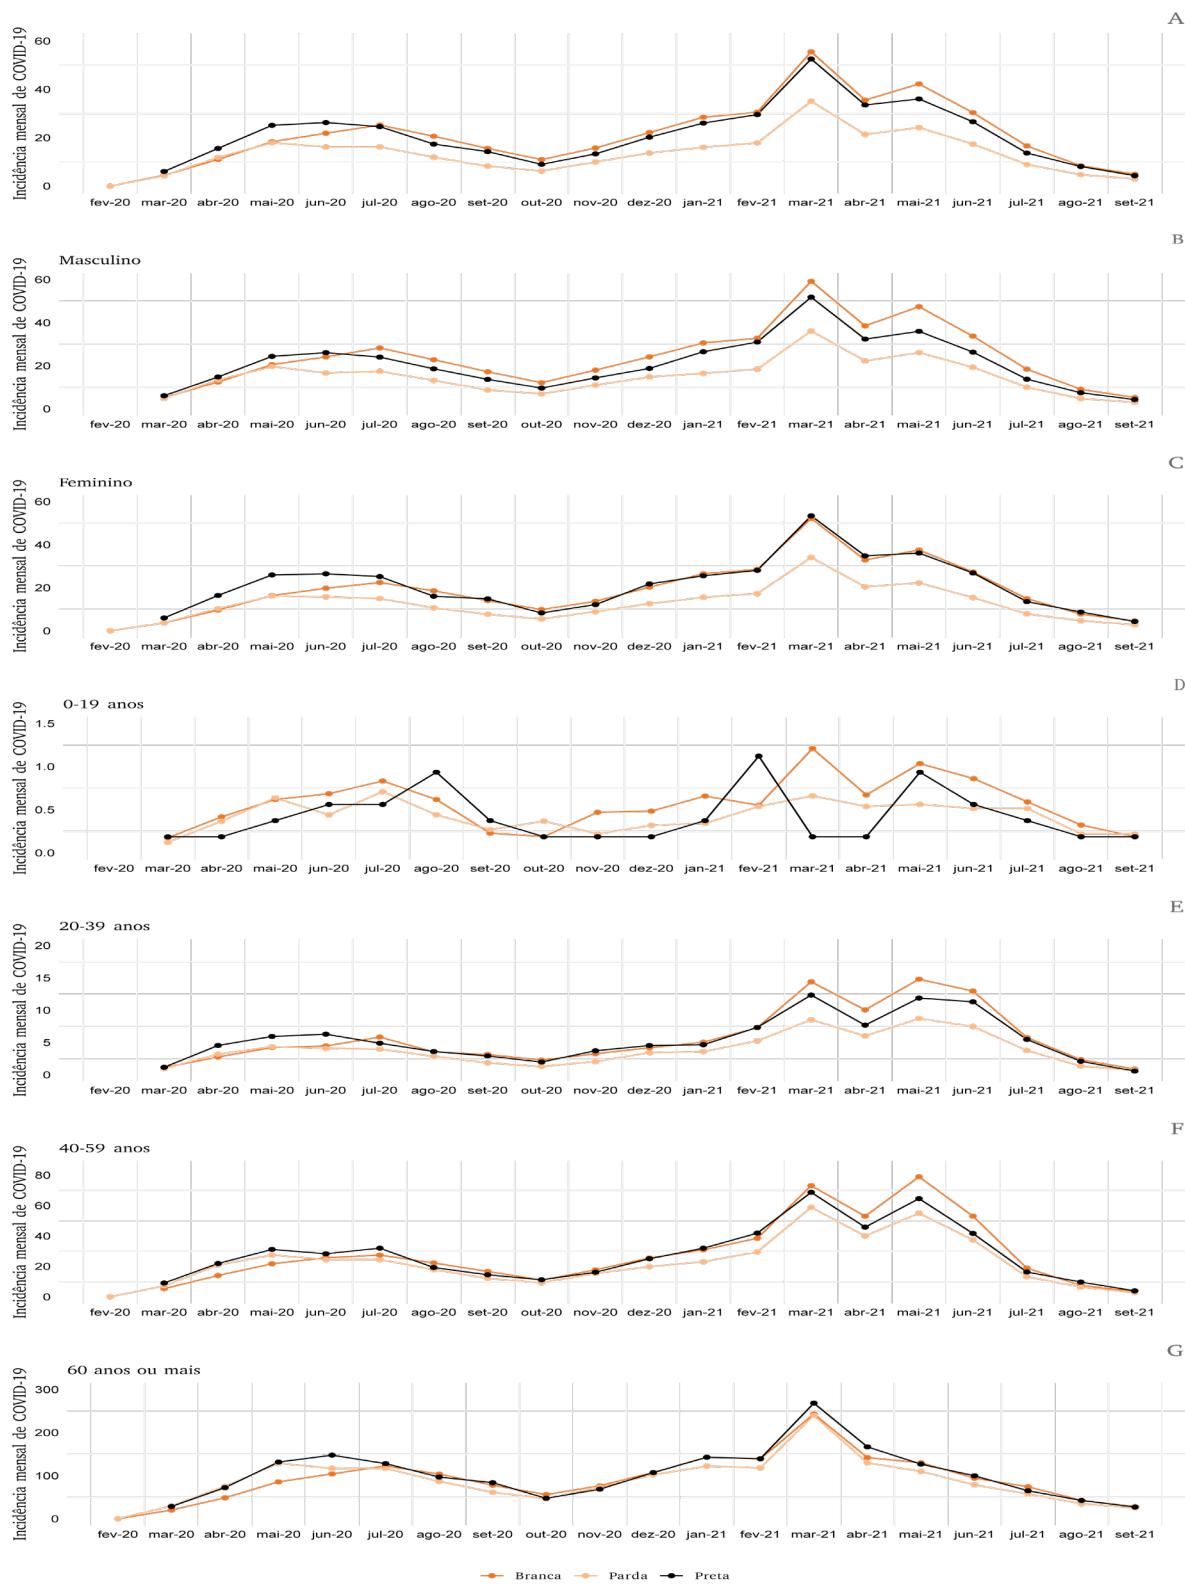 A
Incidência mensal de COVID-19
60
40
20
0
fev-20 mar-20 abr-20 mai-20 jun-20 jul-20 ago-20 set-20 out-20 nov-20 dez-20 jan-21 fev-21 mar-21 abr-21 mai-21 jun-21 jul-21 ago-21 set-21
B
Masculino
Incidência mensal de COVID-19
60
40
20
0
fev-20 mar-20 abr-20 mai-20 jun-20 jul-20 ago-20 set-20 out-20 nov-20 dez-20 jan-21 fev-21 mar-21 abr-21 mai-21 jun-21 jul-21 ago-21 set-21
C
Feminino
Incidência mensal de COVID-19
60
40
20
0
fev-20 mar-20 abr-20 mai-20 jun-20 jul-20 ago-20 set-20 out-20 nov-20 dez-20 jan-21 fev-21 mar-21 abr-21 mai-21 jun-21 jul-21 ago-21 set-21
D
0-19 anos
Incidência mensal de COVID-19
1.5
1.0
0.5
0.0
fev-20 mar-20 abr-20 mai-20 jun-20 jul-20 ago-20 set-20 out-20 nov-20 dez-20 jan-21 fev-21 mar-21 abr-21 mai-21 jun-21 jul-21 ago-21 set-21
E
20-39 anos
Incidência mensal de COVID-19
20
15
10
5
0
fev-20 mar-20 abr-20 mai-20 jun-20 jul-20 ago-20 set-20 out-20 nov-20 dez-20 jan-21 fev-21 mar-21 abr-21 mai-21 jun-21 jul-21 ago-21 set-21
F
40-59 anos
Incidência mensal de COVID-19
80
60
40
20
0
fev-20 mar-20 abr-20 mai-20 jun-20 jul-20 ago-20 set-20 out-20 nov-20 dez-20 jan-21 fev-21 mar-21 abr-21 mai-21 jun-21 jul-21 ago-21 set-21
G
60 anos ou mais
Incidência mensal de COVID-19
300
200
100
0
fev-20 mar-20 abr-20 mai-20 jun-20 jul-20 ago-20 set-20 out-20 nov-20 dez-20 jan-21 fev-21 mar-21 abr-21 mai-21 jun-21 jul-21 ago-21 set-21
Branca Parda Preta